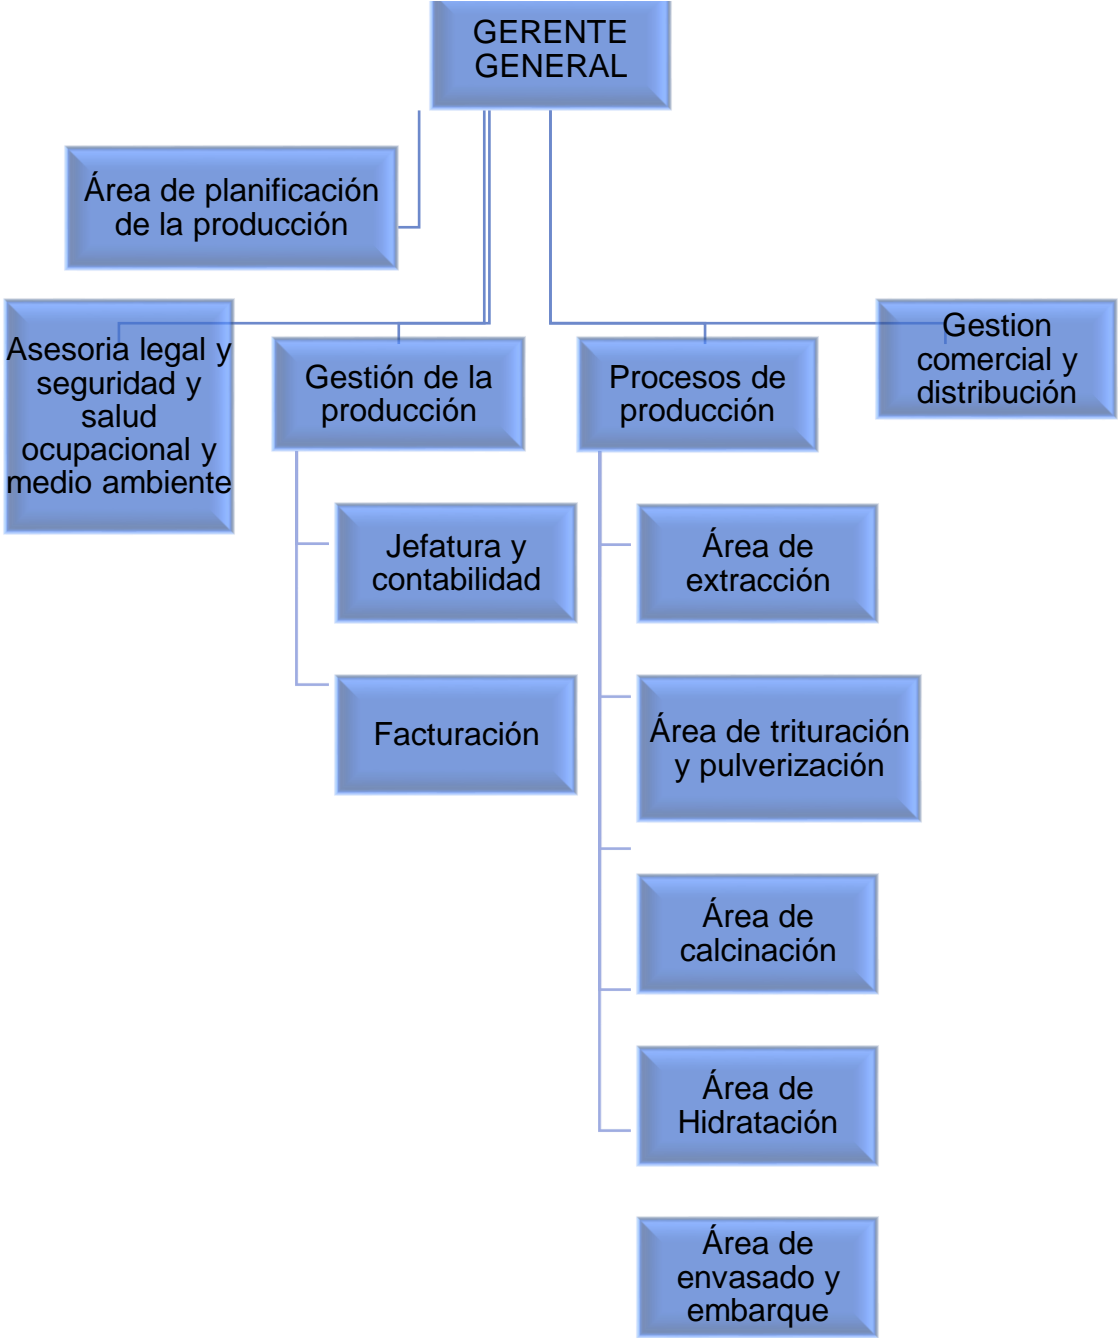 GERENTE
GENERAL
Área de planificación
de la producción
Asesoria legal y
seguridad y
salud
ocupacional y
medio ambiente
Gestión de la
producción
Procesos de
producción
Gestion
comercial y
distribución
Jefatura y
contabilidad
Facturación
Área de
extracción
Área de trituración
y pulverización
Área de
calcinación
Área de
Hidratación
Área de
envasado y
embarque